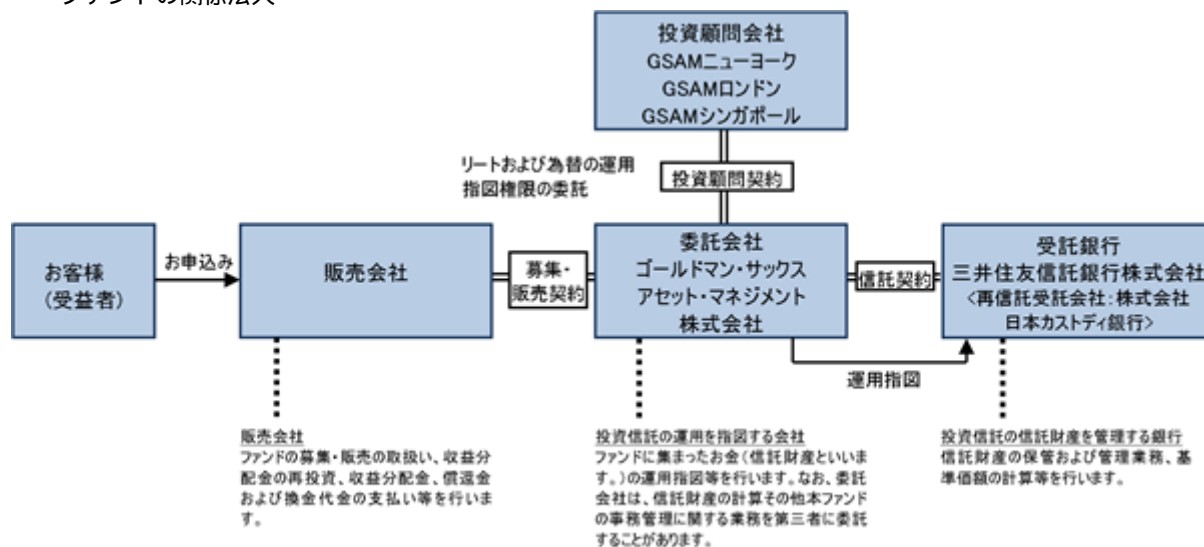 ファンドの関係法人
投資顧問会社
GSAMニューヨーク
GSAMロンドン
GSAMシンガポール
リートおよび為替の運用
指図権限の委託
投資顧問契約
お客様
（受益者）
お申込み
販売会社
募集・
販売契約
委託会社
ゴールドマン・サックス
アセット・マネジメント
株式会社
信託契約
受託銀行
三井住友信託銀行株式会社
＜再信託受託会社：株式会社
日本カストディ銀行＞
運用指図
販売会社
ファンドの募集・販売の取扱い、収益分
配金の再投資、収益分配金、償還金
および換金代金の支払い等を行いま
す。
投資信託の運用を指図する会社
ファンドに集まったお金（信託財産といいま
す。）の運用指図等を行います。なお、委託
会社は、信託財産の計算その他本ファンド
の事務管理に関する業務を第三者に委託
することがあります。
投資信託の信託財産を管理する銀行
信託財産の保管および管理業務、基
準価額の計算等を行います。